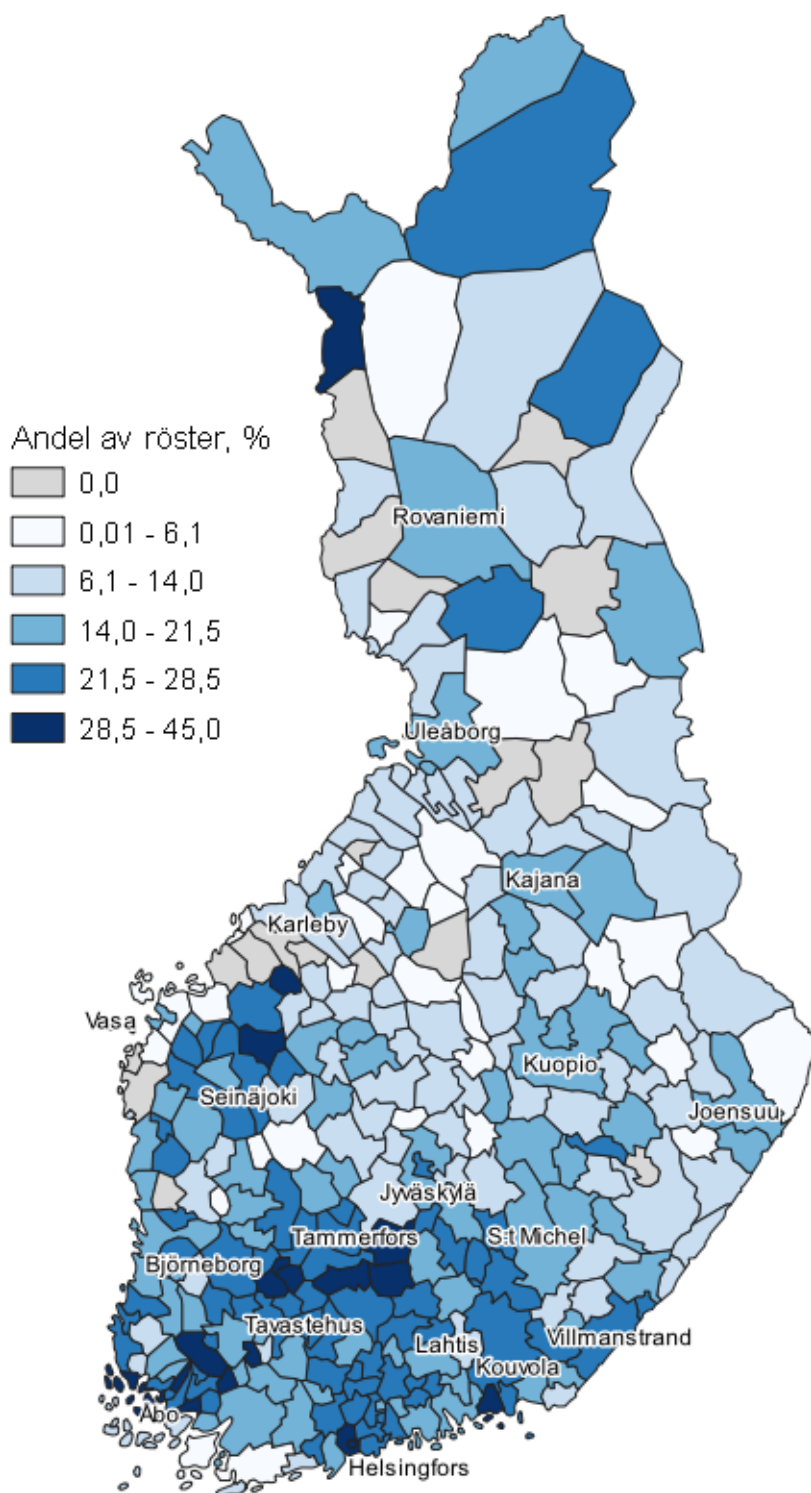 Andel av röster, %
0,0
0,01 - 6,1
6,1 - 14,0
14,0 - 21,5
21,5 - 28,5
28,5 - 45,0
Rovaniemi
Uleåborg
Kajana
Karleby
Vasa
Kuopio
Seinäjoki
Joensuu
Jyväskylä
Tammerfors
S:t Michel
Björneborg
Tavastehus
Lahtis
Villmanstrand
Kouvola
Åbo
Helsingfors